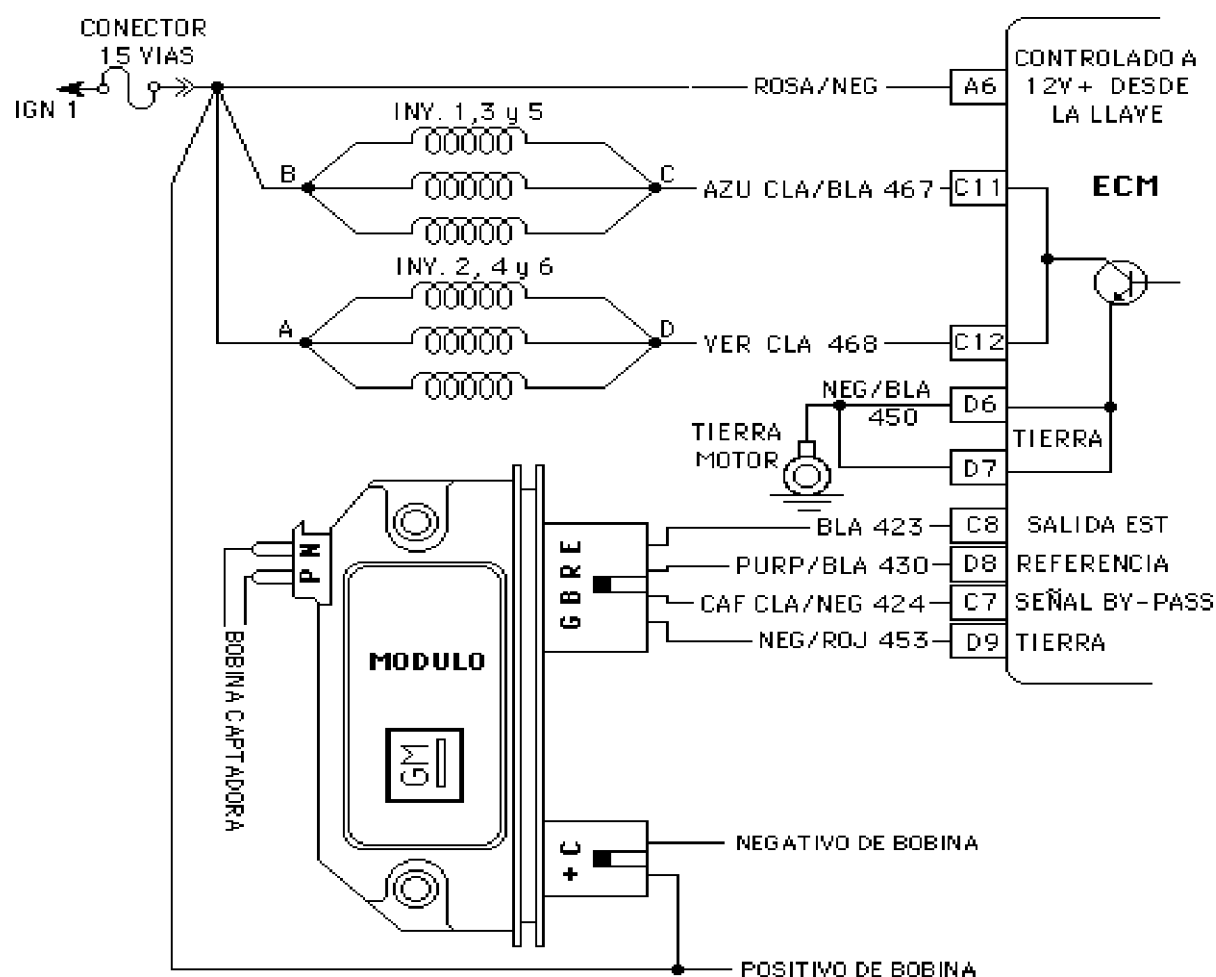 CONECTOR
15 VIAS
IGN 1
ROSA/NEG
A6
CONTROLADO A
12V+ DESDE
LA LLAVE
INY. 1,3 y 5
B
C
AZU CLA/BLA 467
C11
ECM
INY. 2, 4 y 6
A
D
VER CLA 468
C12
NEG/BLA
450
D6
TIERRA
MOTOR
TIERRA
D7
BLA 423
C8
SALIDA EST
PURP/BLA 430
D8
REFERENCIA
CAF CLA/NEG 424
C7
SEÑAL BY-PASS
NEG/ROJ 453
D9
TIERRA
P N
G B R E
BOBINA CAPTADORA
MODULO
GM
+ C
NEGATIVO DE BOBINA
POSITIVO DE BOBINA